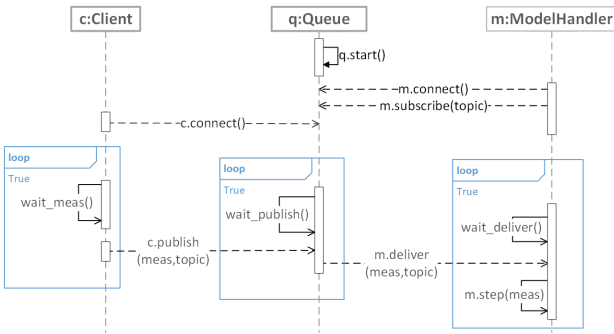 c:Client
q:Queue
m:ModelHandler
q.start()
m.connect()
m.subscribe(topic)
c.connect()
loop
True
wait_meas()
c.publish
(meas,topic)
loop
True
wait_publish()
m.deliver
(meas,topic)
loop
True
wait_deliver()
m.step(meas)